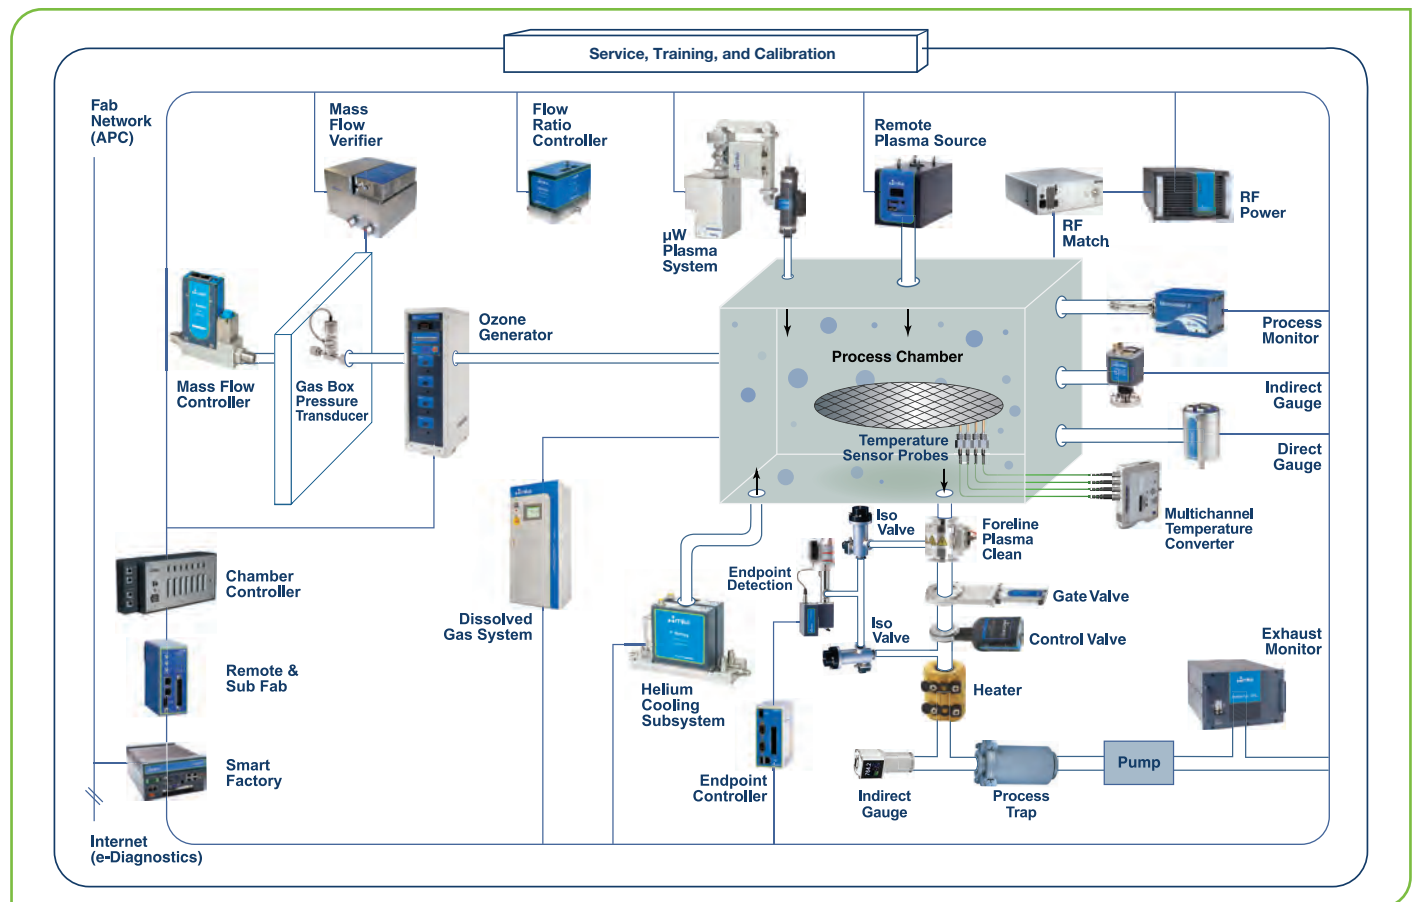 Service, Training, and Calibration
Fab
Network
(APC)
Mass
Flow
Verifier
Flow
Ratio
Controller
Remote
Plasma Source
µW
Plasma
System
RF
Match
RF
Power
Mass Flow
Controller
Gas Box
Pressure
Transducer
Ozone
Generator
Process Chamber
Temperature
Sensor Probes
Process
Monitor
Indirect
Gauge
Direct
Gauge
Multichannel
Temperature
Converter
Iso
Valve
Foreline
Plasma
Clean
Endpoint
Detection
Gate Valve
Iso
Valve
Control Valve
Exhaust
Monitor
Heater
Chamber
Controller
Dissolved
Gas System
Remote &
Sub Fab
Helium
Cooling
Subsystem
Smart
Factory
Endpoint
Controller
Indirect
Gauge
Process
Trap
Pump
Internet
(e-Diagnostics)